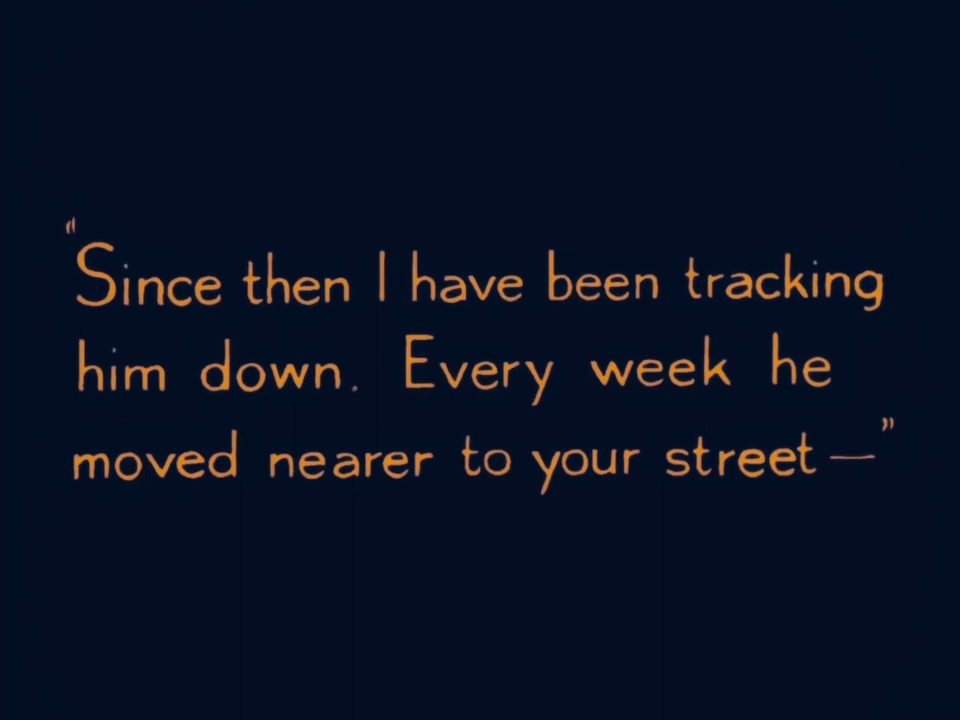 "Since then I have been tracking
him down. Every week he
moved nearer to your street—"